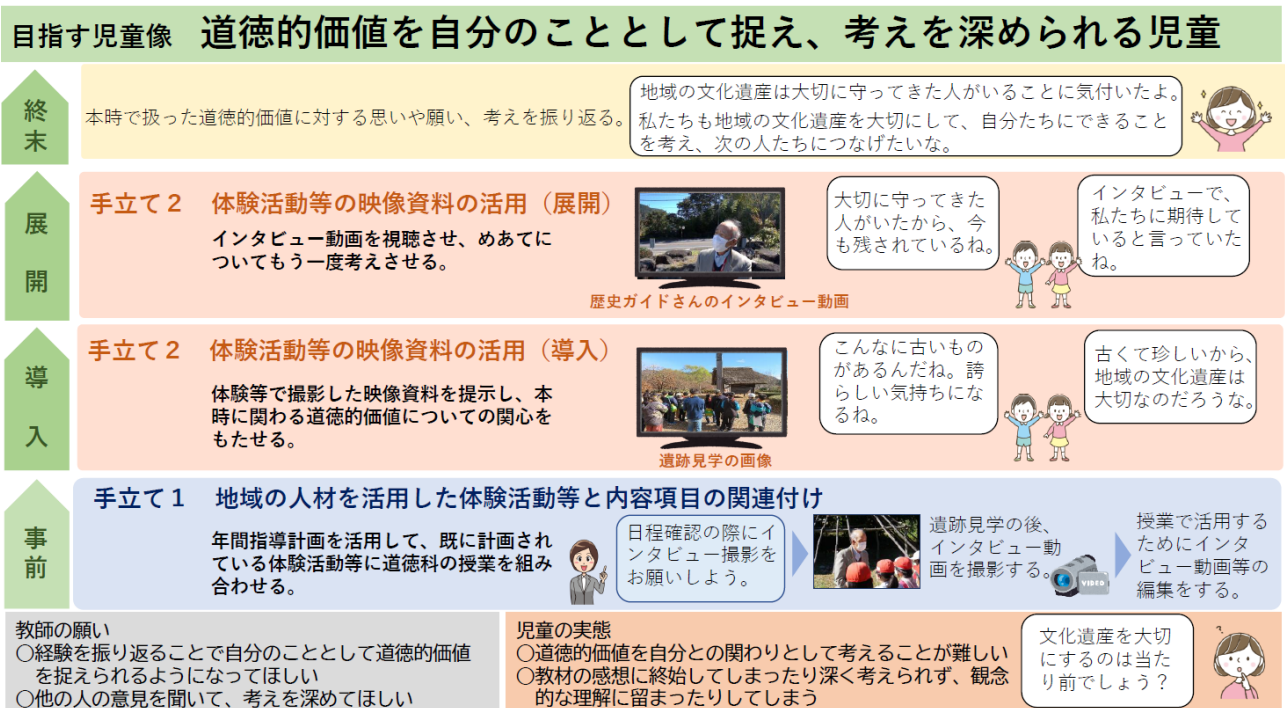 目指す児童像 道徳的価値を自分のこととして捉え、考えを深められる児童
終末
本時で扱った道徳的価値に対する思いや願い、考えを振り返る。
地域の文化遺産は大切に守ってきた人がいることに気付いたよ。
私たちも地域の文化遺産を大切にして、自分たちにできること
を考え、次の人たちにつなげたいな。
展開
手立て２ 体験活動等の映像資料の活用（展開）
インタビュー動画を視聴させ、めあてに
ついてもう一度考えさせる。
歴史ガイドさんのインタビュー動画
大切に守ってきた
人がいたから、今
も残されているね。
インタビューで、
私たちに期待して
いると言っていた
ね。
導入
手立て２ 体験活動等の映像資料の活用（導入）
体験等で撮影した映像資料を提示し、本
時に関わる道徳的価値についての関心を
もたせる。
遺跡見学の画像
こんなに古いもの
があるんだね。誇
らしい気持ちにな
るね。
古くて珍しいから、
地域の文化遺産は
大切なのだろうな。
事前
手立て１ 地域の人材を活用した体験活動等と内容項目の関連付け
年間指導計画を活用して、既に計画され
ている体験活動等に道徳科の授業を組み
合わせる。
日程確認の際にイ
ンタビュー撮影を
お願いしよう。
遺跡見学の後、
インタビュー動
画を撮影する。
VIDEO
授業で活用する
ためにインタ
ビュー動画等の
編集をする。
教師の願い
○経験を振り返ることで自分のこととして道徳的価値
を捉えられるようになってほしい
○他の人の意見を聞いて、考えを深めてほしい
児童の実態
○道徳的価値を自分との関わりとして考えることが難しい
○教材の感想に終始してしまったり深く考えられず、観念
的な理解に留まったりしてしまう
文化遺産を大切
にするのは当た
り前でしょう？